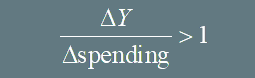 ΔY
Δspending > 1